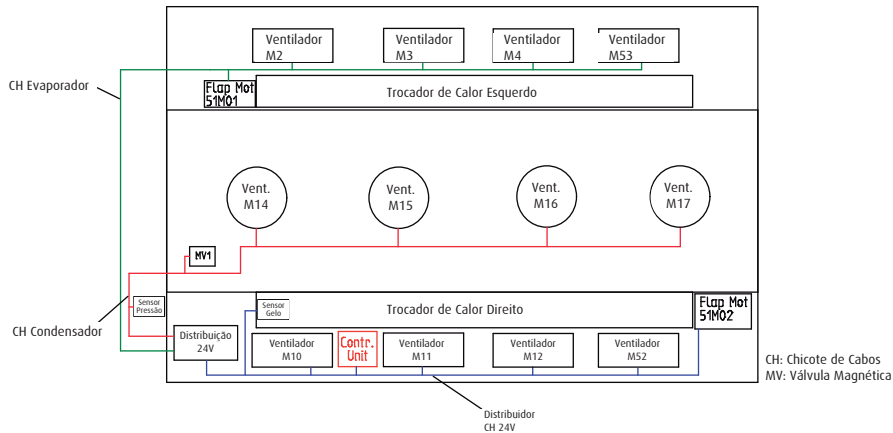 Ventilador
M2
Ventilador
M3
Ventilador
M4
Ventilador
M53
CH Evaporador
Flap Mot
51M01
Trocador de Calor Esquerdo
Vent.
M14
Vent.
M15
Vent.
M16
Vent.
M17
MV1
Sensor
Pressão
Sensor
Gelo
Trocador de Calor Direito
Flap Mot
51M02
CH Condensador
Distribuição
24V
Ventilador
M10
Contr.
Unit
Ventilador
M11
Ventilador
M12
Ventilador
M52
CH: Chicote de Cabos
MV: Válvula Magnética
Distribuidor
CH 24V